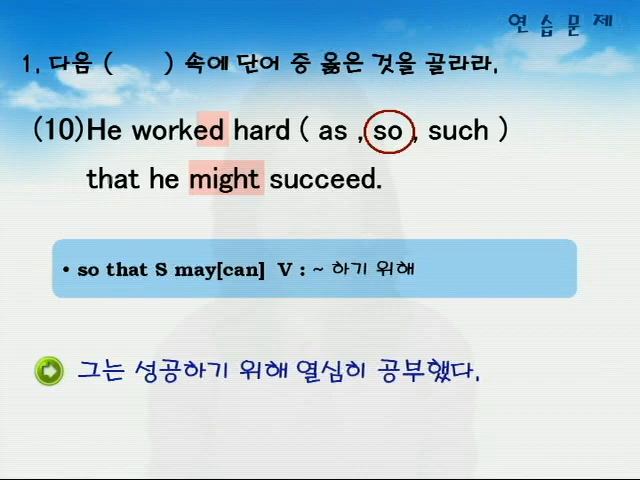 연습문제
1. 다음 ( ) 속에 단어 중 옳은 것을 골라라.
(10)He worked hard ( as , so , such )
that he might succeed.
• so that S may[can] V : ~ 하기 위해
그는 성공하기 위해 열심히 공부했다.